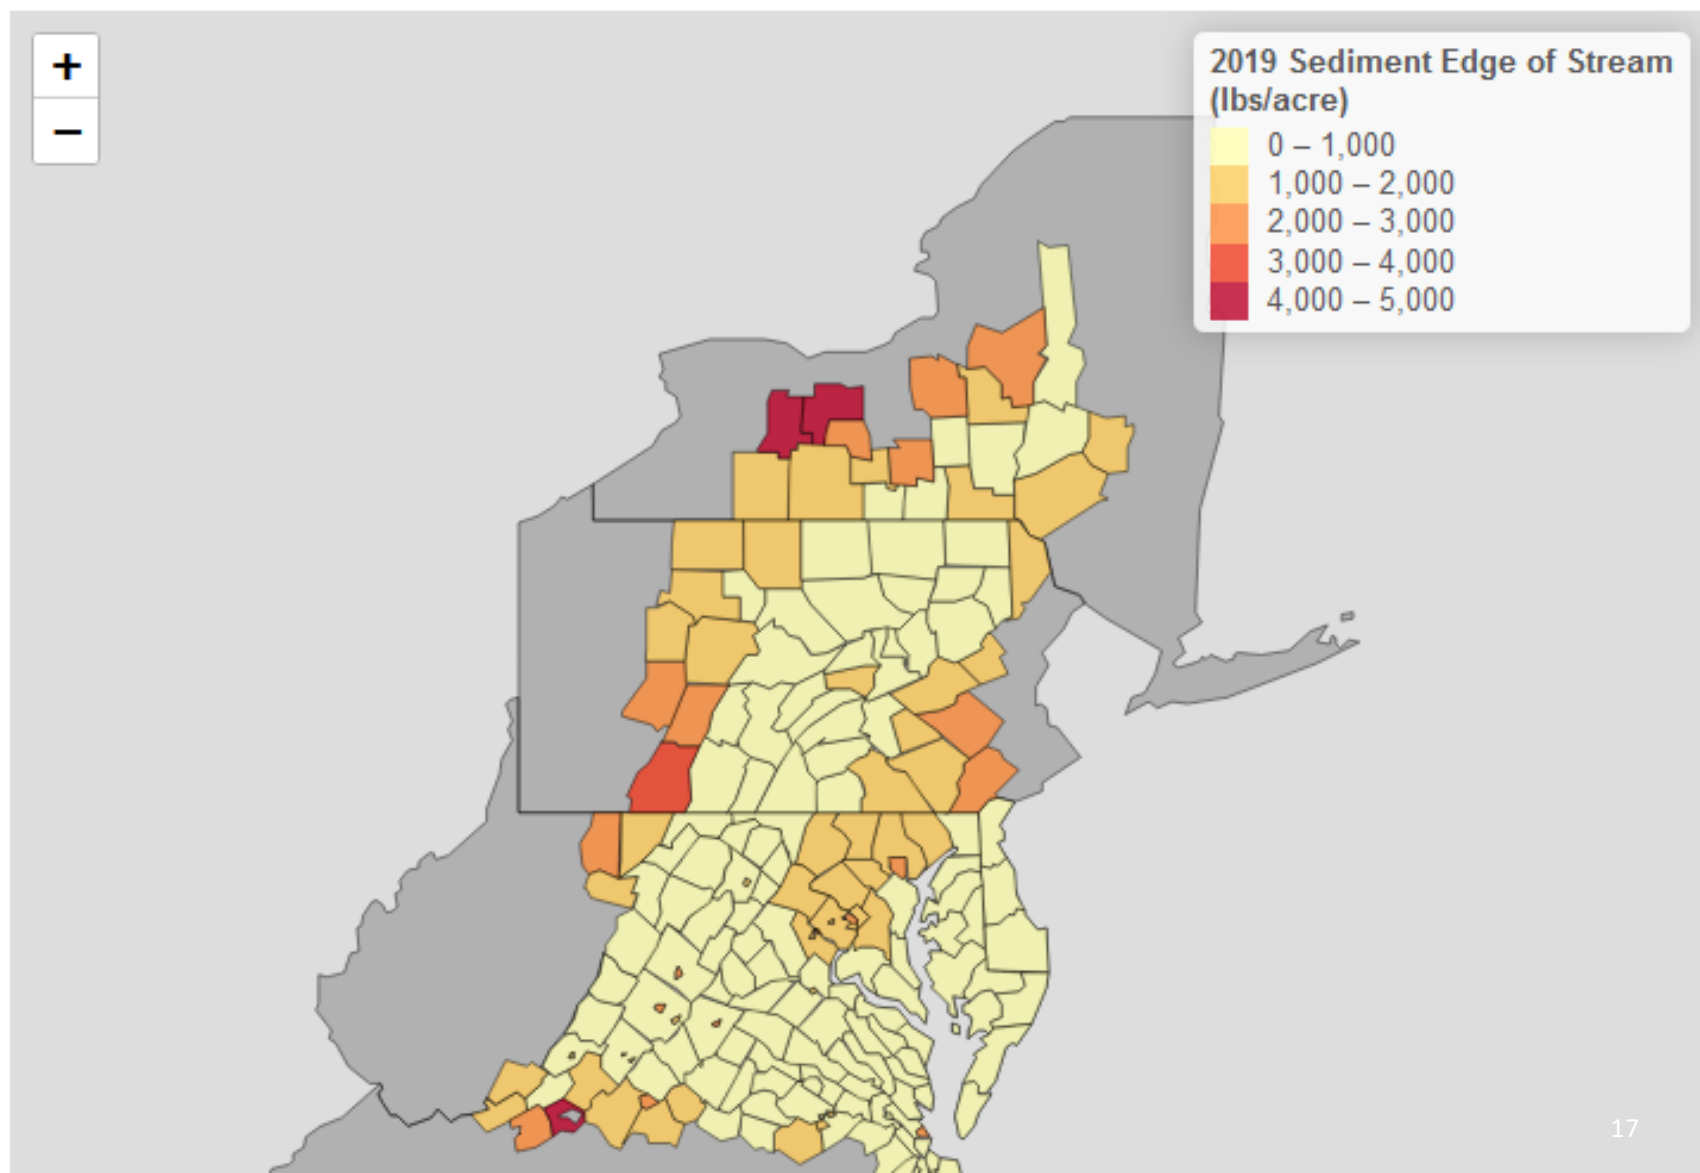 +
−
2019 Sediment Edge of Stream
(lbs/acre)
0 – 1,000
1,000 – 2,000
2,000 – 3,000
3,000 – 4,000
4,000 – 5,000
17